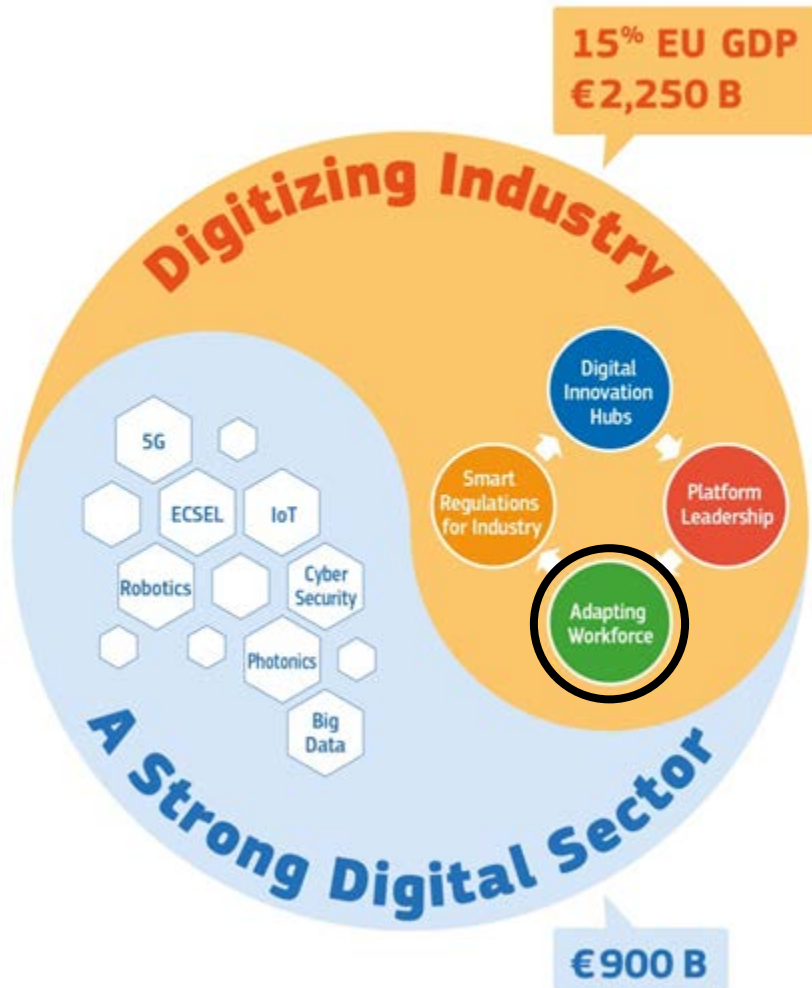 15% EU GDP
€2,250 B
Digitizing Industry
Digital
Innovation
Hubs
Smart
Regulations
for Industry
Platform
Leadership
Adapting
Workforce
5G
ECSEL
IoT
Robotics
Cyber
Security
Photonics
Big
Data
A Strong Digital Sector
€900 B